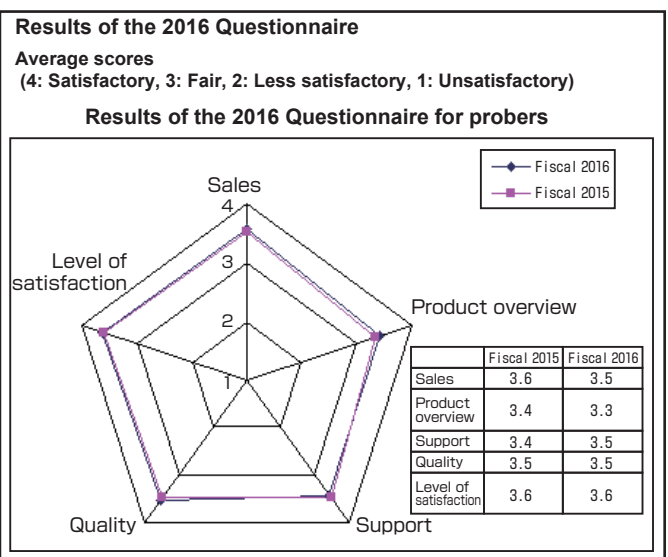 Results of the 2016 Questionnaire
Average scores
(4: Satisfactory, 3: Fair, 2: Less satisfactory, 1: Unsatisfactory)
Results of the 2016 Questionnaire for probers
Fiscal 2016
Fiscal 2015
Sales
4
3
2
1
Level of
satisfaction
Product overview
Quality
Support
Fiscal 2015 Fiscal 2016
Sales 3.6 3.5
Product
overview 3.4 3.3
Support 3.4 3.5
Quality 3.5 3.5
Level of
satisfaction 3.6 3.6